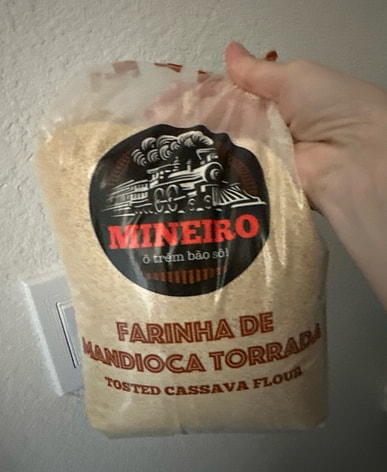 MINEIRO
ô trem bão sô!
FARINHA DE
MANDIOCA TORRADA
TOSTED CASSAVA FLOUR